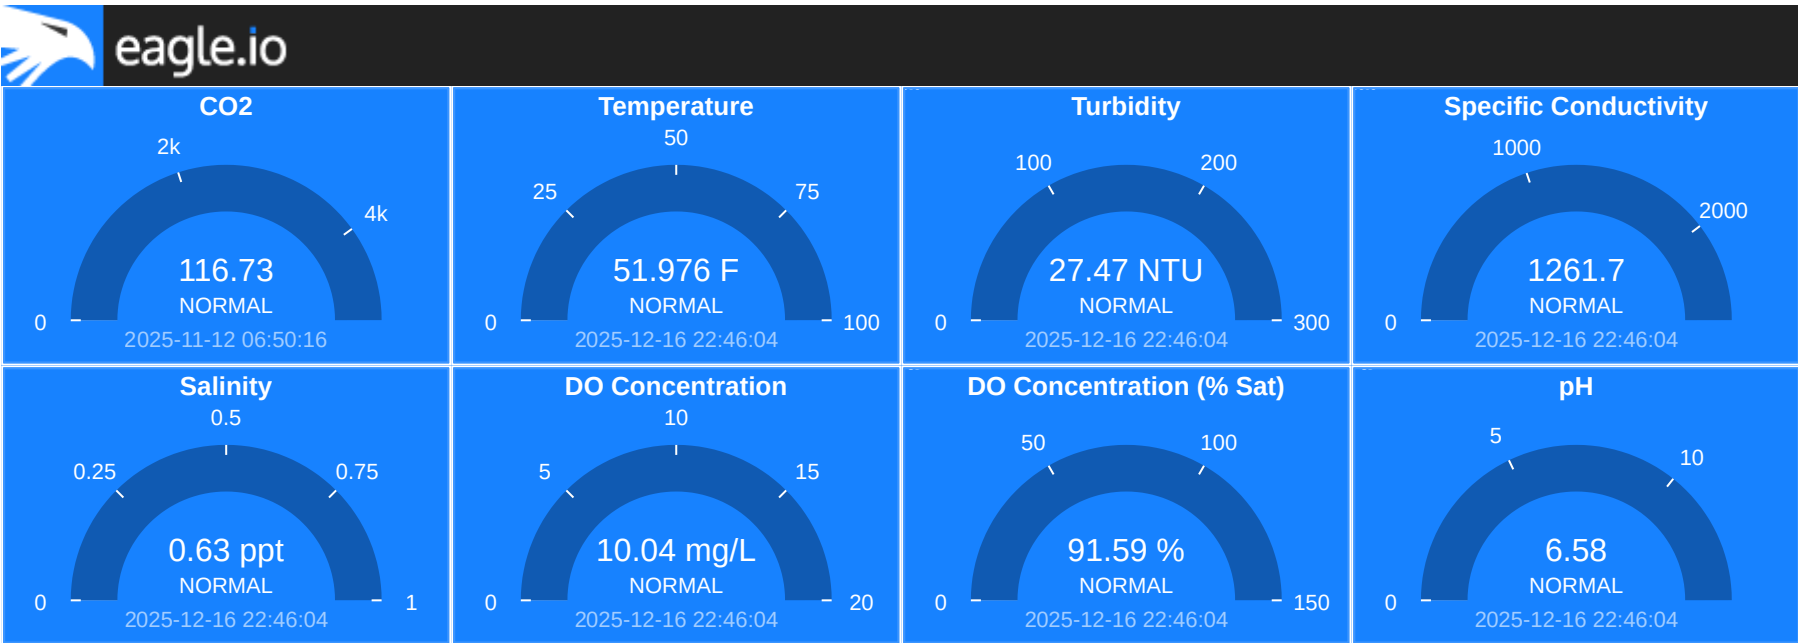 eagle.io
CO2
2k
4k
0
116.73
NORMAL
2025-11-12 06:50:16
Temperature
50
25
75
0
100
51.976 F
NORMAL
2025-12-16 22:46:04
Turbidity
100
200
0
300
27.47 NTU
NORMAL
2025-12-16 22:46:04
Specific Conductivity
1000
2000
0
1261.7
NORMAL
2025-12-16 22:46:04
Salinity
0.5
0.25
0.75
0
1
0.63 ppt
NORMAL
2025-12-16 22:46:04
DO Concentration
10
5
15
0
20
10.04 mg/L
NORMAL
2025-12-16 22:46:04
DO Concentration (% Sat)
50
100
0
150
91.59 %
NORMAL
2025-12-16 22:46:04
pH
5
10
0
6.58
NORMAL
2025-12-16 22:46:04